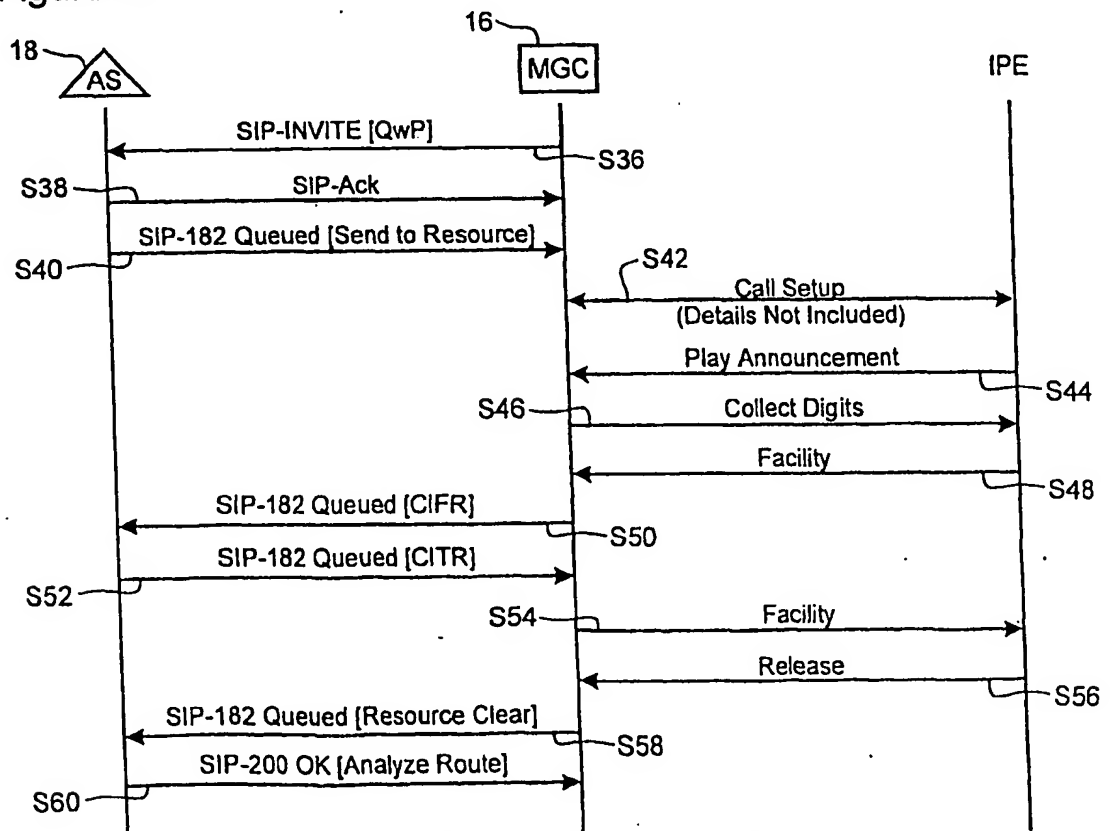 16
18
AS
MGC
IPE
SIP-INVITE [QwP]
S36
S38
SIP-Ack
SIP-182 Queued [Send to Resource]
S40
S42
Call Setup
(Details Not Included)
Play Announcement
S44
S46
Collect Digits
Facility
S48
SIP-182 Queued [CIFR]
S50
SIP-182 Queued [CITR]
S52
S54
Facility
Release
S56
SIP-182 Queued [Resource Clear]
S58
SIP-200 OK [Analyze Route]
S60